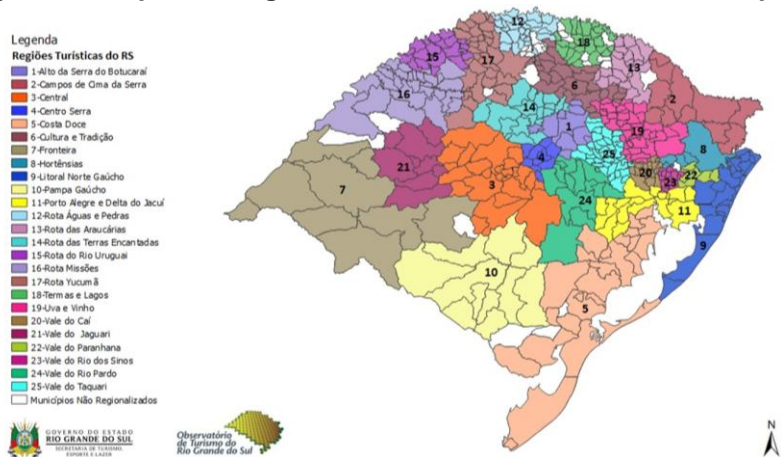 Legenda
Regiões Turísticas do RS
1-Alto da Serra do Botucaraí
2-Campos de Cima da Serra
3-Central
4-Centro Serra
5-Costa Doce
6-Cultura e Tradição
7-Fronteira
8-Hortênsias
9-Litoral Norte Gaúcho
10-Pampa Gaúcho
11-Porto Alegre e Delta do Jacuí
12-Rota Águas e Pedras
13-Rota das Araucárias
14-Rota das Terras Encantadas
15-Rota do Rio Uruguai
16-Rota Missões
17-Rota Yucumã
18-Termas e Lagos
19-Uva e Vinho
20-Vale do Caí
21-Vale do Jaguari
22-Vale do Paranhana
23-Vale do Rio dos Sinos
24-Vale do Rio Pardo
25-Vale do Taquari
Municípios Não Regionalizados
12
18
15
17
13
16
6
2
14
1
19
25
8
4
21
20
22
23
3
7
24
11
9
10
5
GOVERNO DO ESTADO
RIO GRANDE DO SUL
SECRETARIA DE TURISMO,
ESPORTE E LAZER
Observatório
de Turismo do
Rio Grande do Sul
N